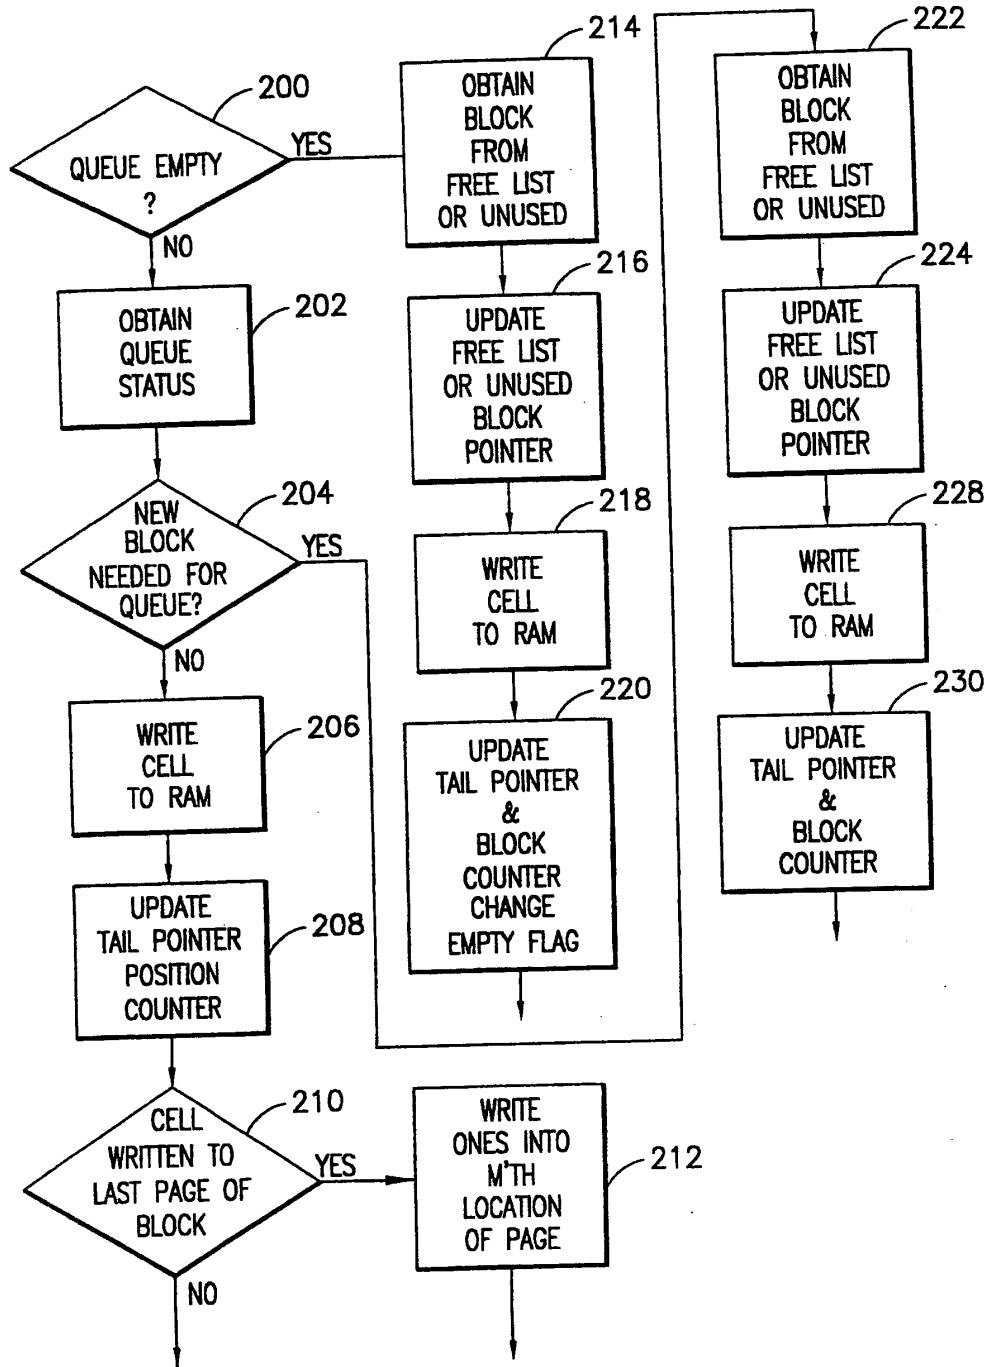 200
QUEUE EMPTY
?
YES
NO
202
OBTAIN
QUEUE
STATUS
204
NEW
BLOCK
NEEDED FOR
QUEUE?
YES
NO
206
WRITE
CELL
TO RAM
208
UPDATE
TAIL POINTER
POSITION
COUNTER
210
CELL
WRITTEN TO
LAST PAGE OF
BLOCK
YES
NO
212
WRITE
ONES INTO
M'TH
LOCATION
OF PAGE
214
OBTAIN
BLOCK
FROM
FREE LIST
OR UNUSED
216
UPDATE
FREE LIST
OR UNUSED
BLOCK
POINTER
218
WRITE
CELL
TO RAM
220
UPDATE
TAIL POINTER
&
BLOCK
COUNTER
CHANGE
EMPTY FLAG
222
OBTAIN
BLOCK
FROM
FREE LIST
OR UNUSED
224
UPDATE
FREE LIST
OR UNUSED
BLOCK
POINTER
228
WRITE
CELL
TO RAM
230
UPDATE
TAIL POINTER
&
BLOCK
COUNTER